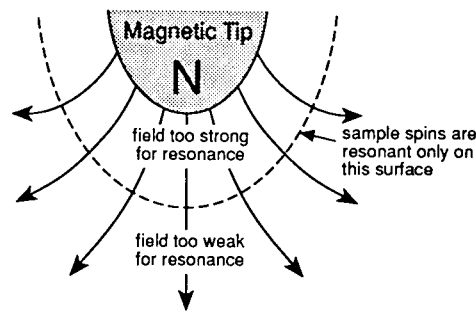 Magnetic Tip
N
field too strong
for resonance
sample spins are
resonant only on
this surface
field too weak
for resonance